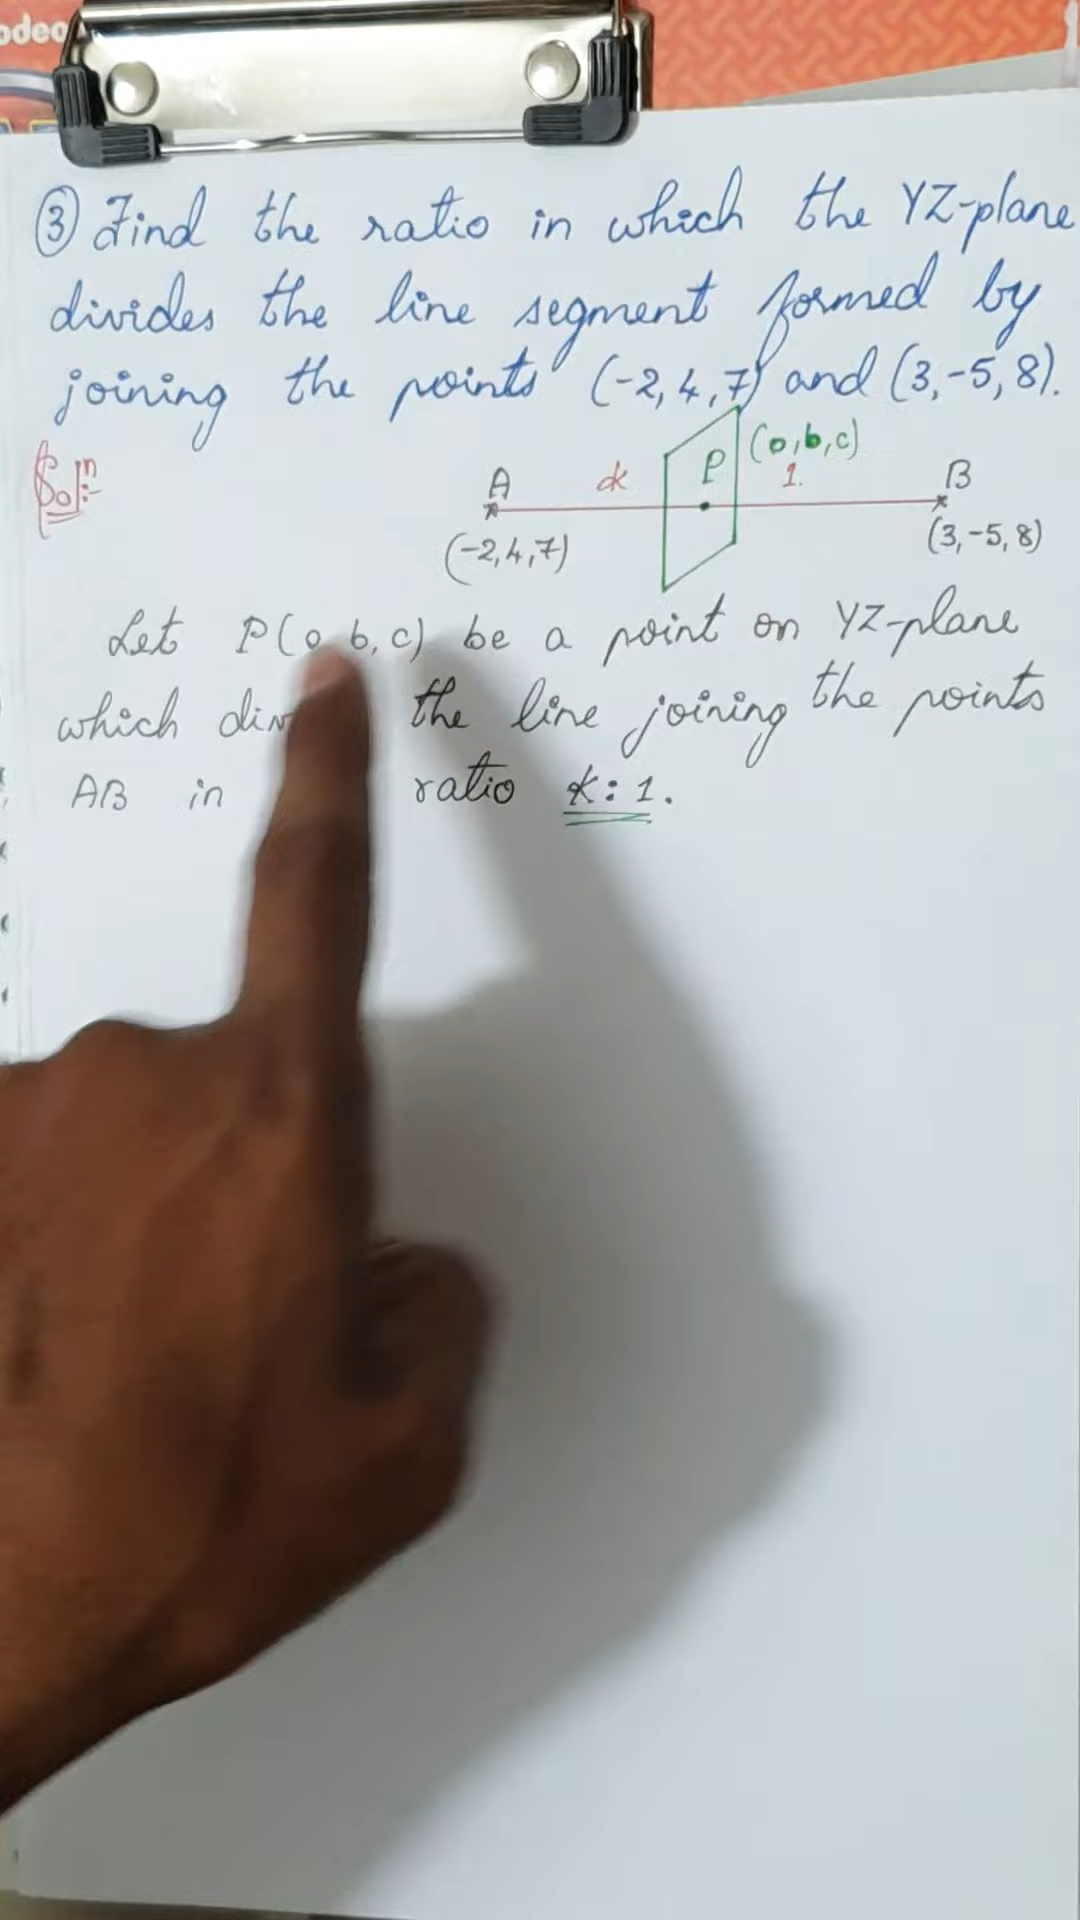 odeo
③ Find the ratio in which the YZ-plane
divides the line segment formed by
joining the points (-2, 4, 7) and (3, -5, 8).
Solⁿ:-
A k P (0, b, c) 1. B
(-2, 4, 7) (3, -5, 8)
Let P(0, b, c) be a point on YZ-plane
which the line joining the points
AB in ratio k : 1.